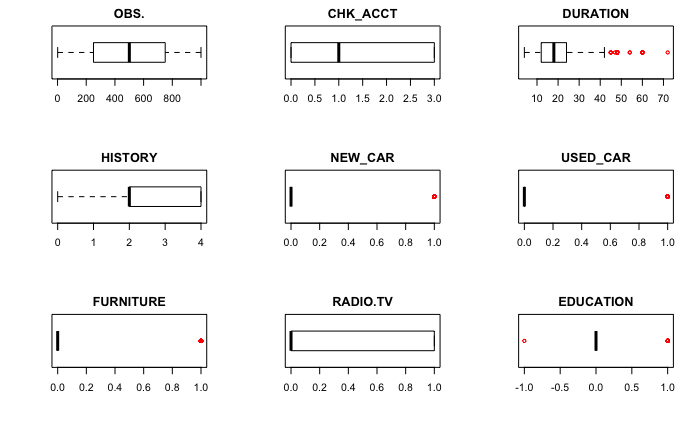 OBS. CHK_ACCT DURATION
0 200 400 600 800 0.0 0.5 1.0 1.5 2.0 2.5 3.0 10 20 30 40 50 60 70
HISTORY NEW_CAR USED_CAR
0 1 2 3 4 0.0 0.2 0.4 0.6 0.8 1.0 0.0 0.2 0.4 0.6 0.8 1.0
FURNITURE RADIO.TV EDUCATION
0.0 0.2 0.4 0.6 0.8 1.0 0.0 0.2 0.4 0.6 0.8 1.0 -1.0 -0.5 0.0 0.5 1.0